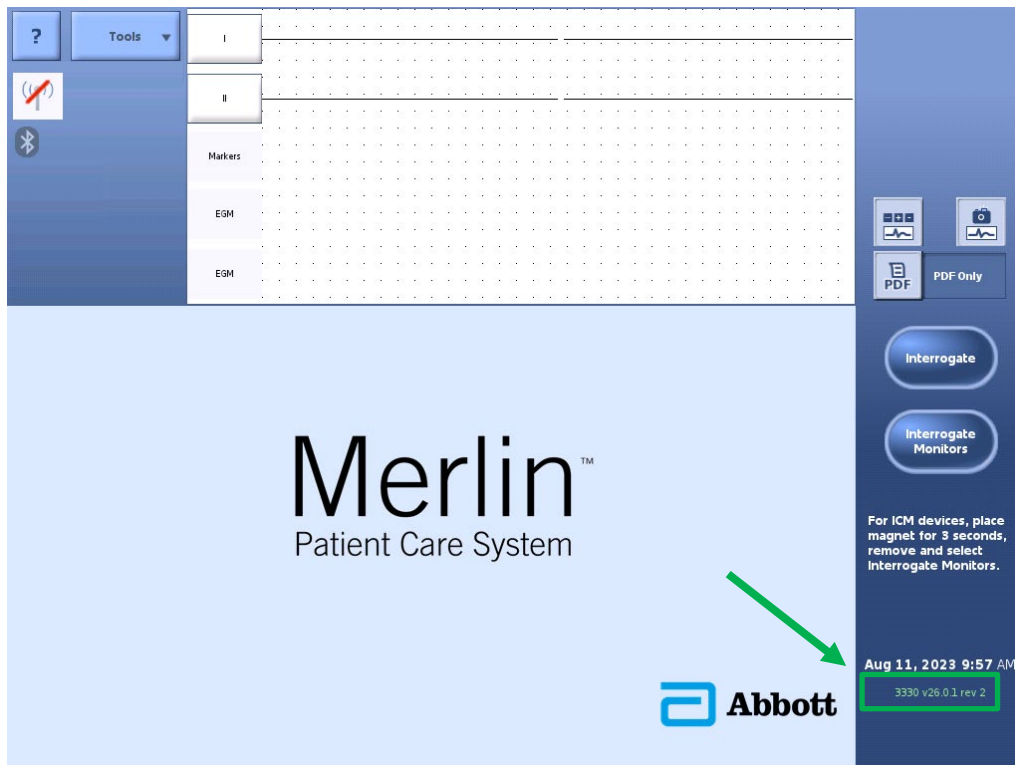 ?
Tools
I
II
Markers
EGM
EGM
PDF
PDF Only
Interrogate
Interrogate
Monitors
For ICM devices, place
magnet for 3 seconds,
remove and select
Interrogate Monitors.
Merlin™
Patient Care System
Abbott
Aug 11, 2023 9:57 AM
3330 v26.0.1 rev 2